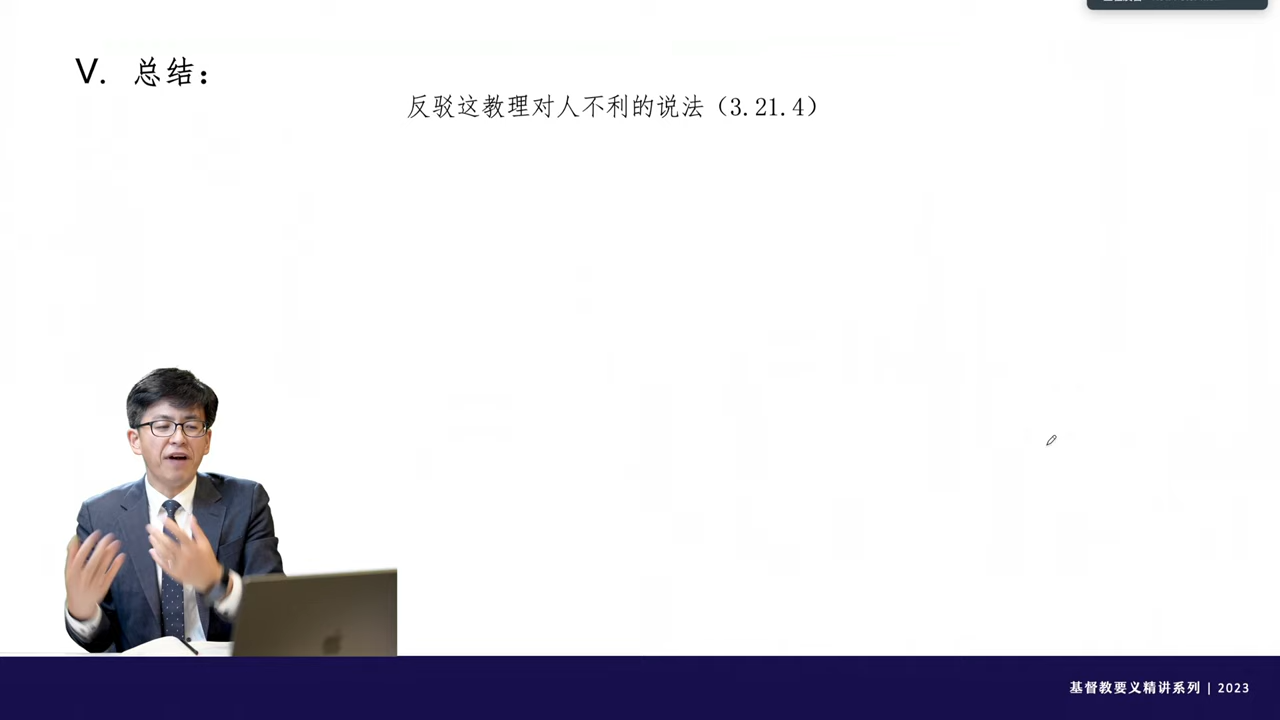 V. 总结：
反驳这教理对人不利的说法（3.21.4）
基督教要义精讲系列 | 2023